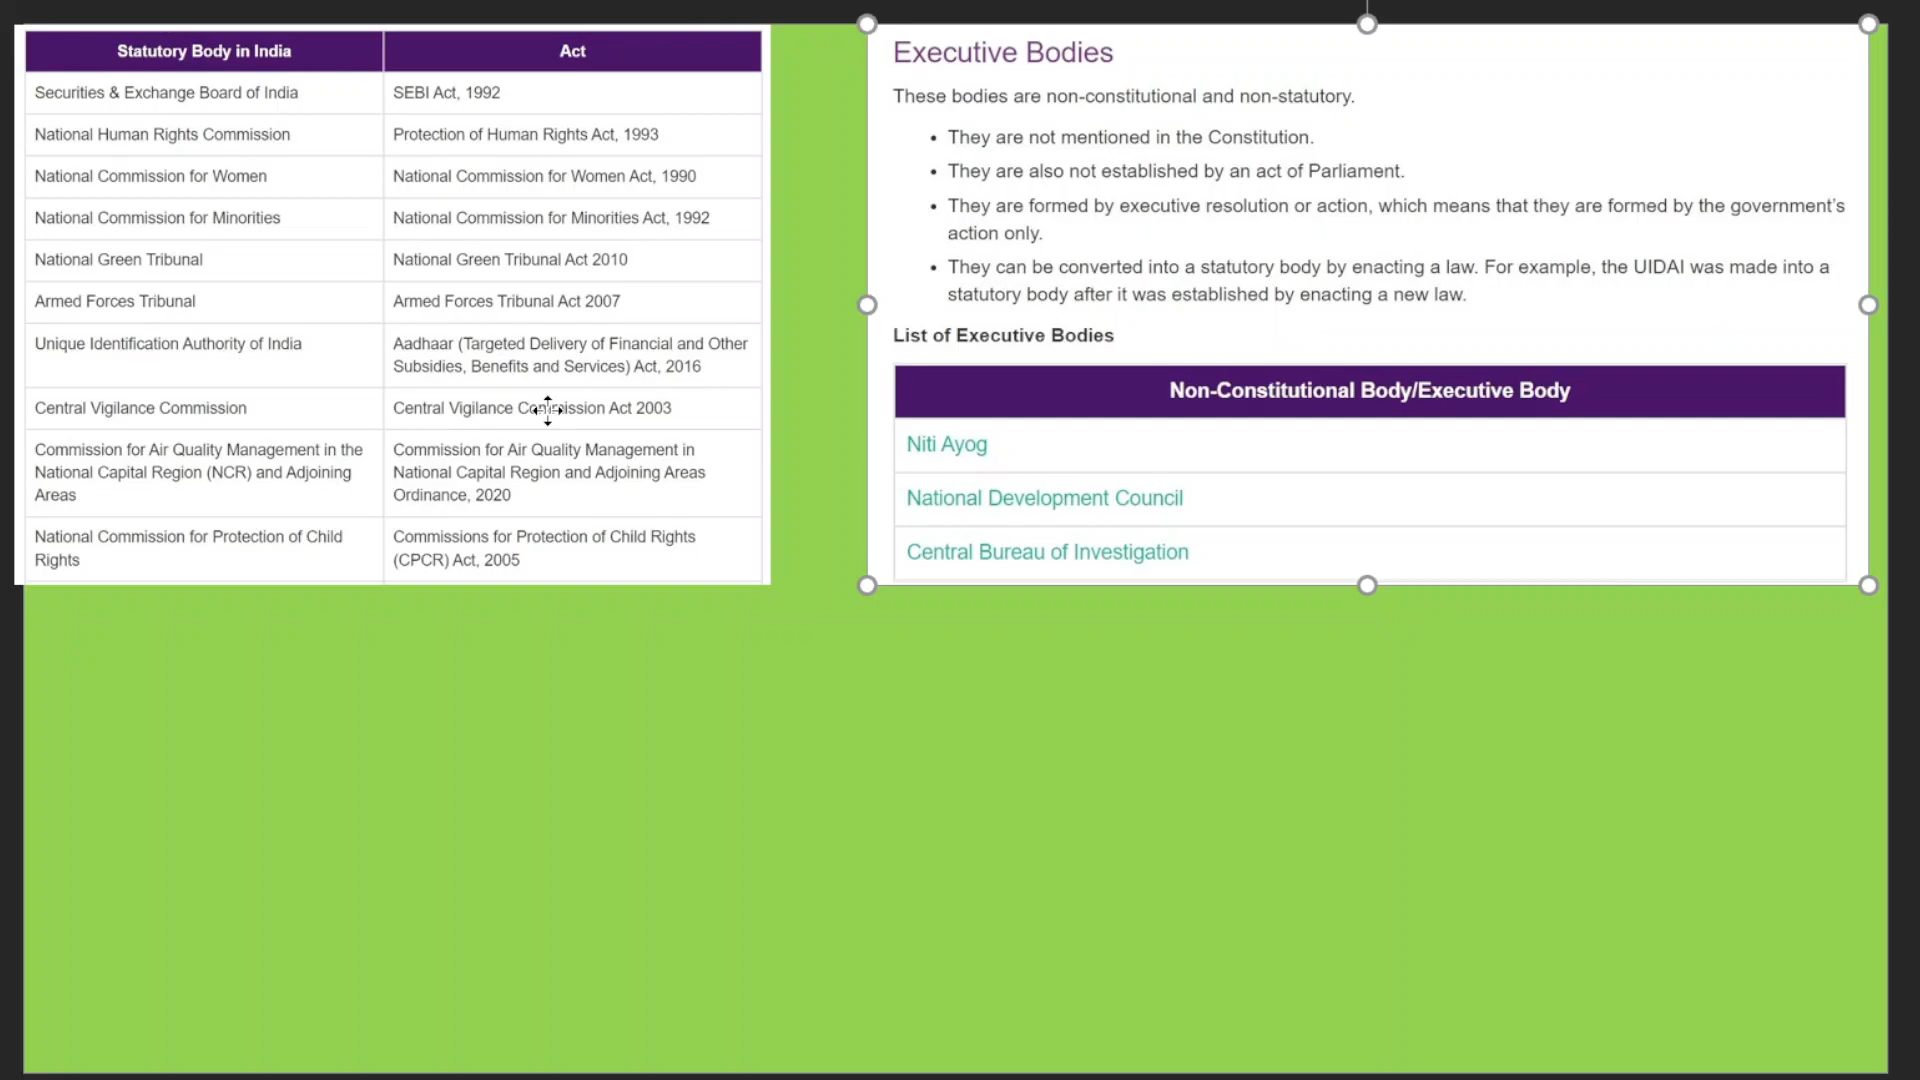 Statutory Body in India Act
Securities & Exchange Board of India SEBI Act, 1992
National Human Rights Commission Protection of Human Rights Act, 1993
National Commission for Women National Commission for Women Act, 1990
National Commission for Minorities National Commission for Minorities Act, 1992
National Green Tribunal National Green Tribunal Act 2010
Armed Forces Tribunal Armed Forces Tribunal Act 2007
Unique Identification Authority of India Aadhaar (Targeted Delivery of Financial and Other
Subsidies, Benefits and Services) Act, 2016
Central Vigilance Commission Central Vigilance Commission Act 2003
Commission for Air Quality Management in the Commission for Air Quality Management in
National Capital Region (NCR) and Adjoining National Capital Region and Adjoining Areas
Areas Ordinance, 2020
National Commission for Protection of Child Commissions for Protection of Child Rights
Rights (CPCR) Act, 2005
Executive Bodies
These bodies are non-constitutional and non-statutory.
• They are not mentioned in the Constitution.
• They are also not established by an act of Parliament.
• They are formed by executive resolution or action, which means that they are formed by the government's
action only.
• They can be converted into a statutory body by enacting a law. For example, the UIDAI was made into a
statutory body after it was established by enacting a new law.
List of Executive Bodies
Non-Constitutional Body/Executive Body
Niti Ayog
National Development Council
Central Bureau of Investigation